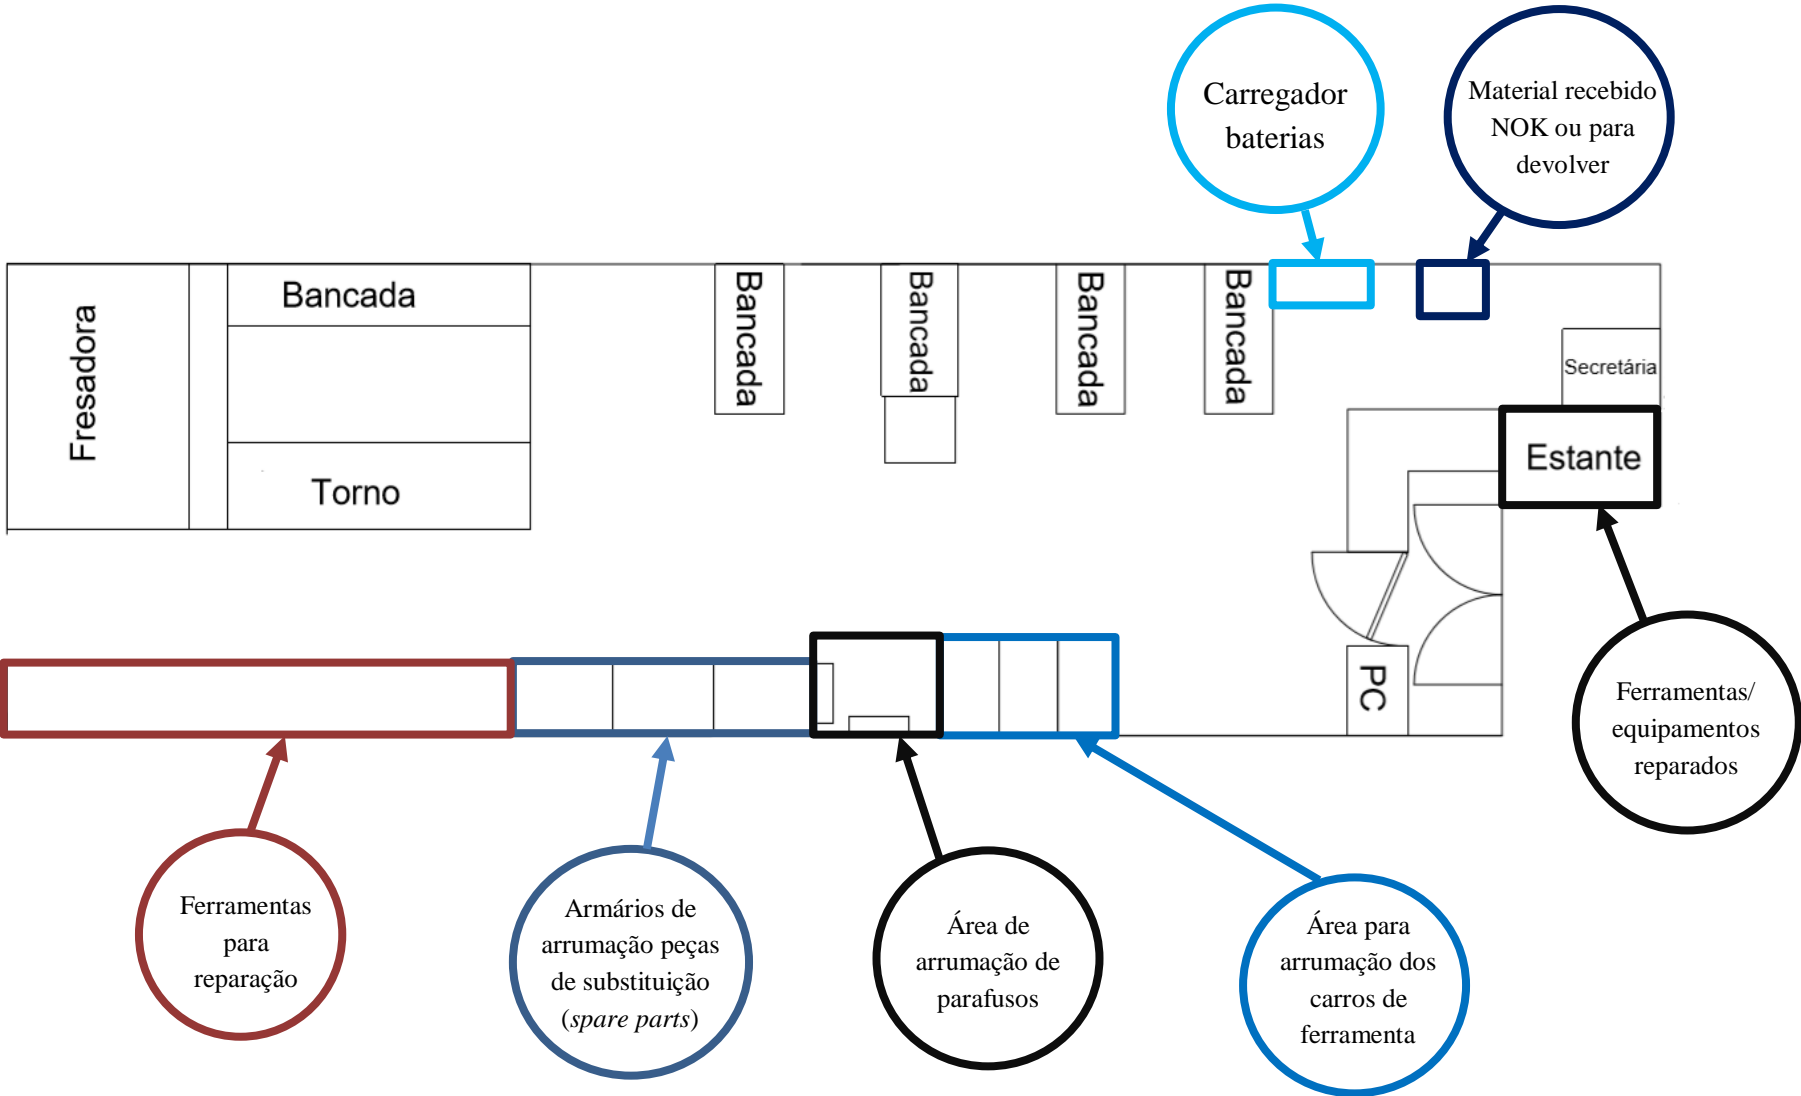 Carregador
baterias
Material recebido
NOK ou para
devolver
Fresadora
Bancada
Torno
Bancada
Bancada
Bancada
Bancada
Secretária
Estante
PC
Ferramentas/
equipamentos
reparados
Ferramentas
para
reparação
Armários de
arrumação peças
de substituição
(spare parts)
Área de
arrumação de
parafusos
Área para
arrumação dos
carros de
ferramenta